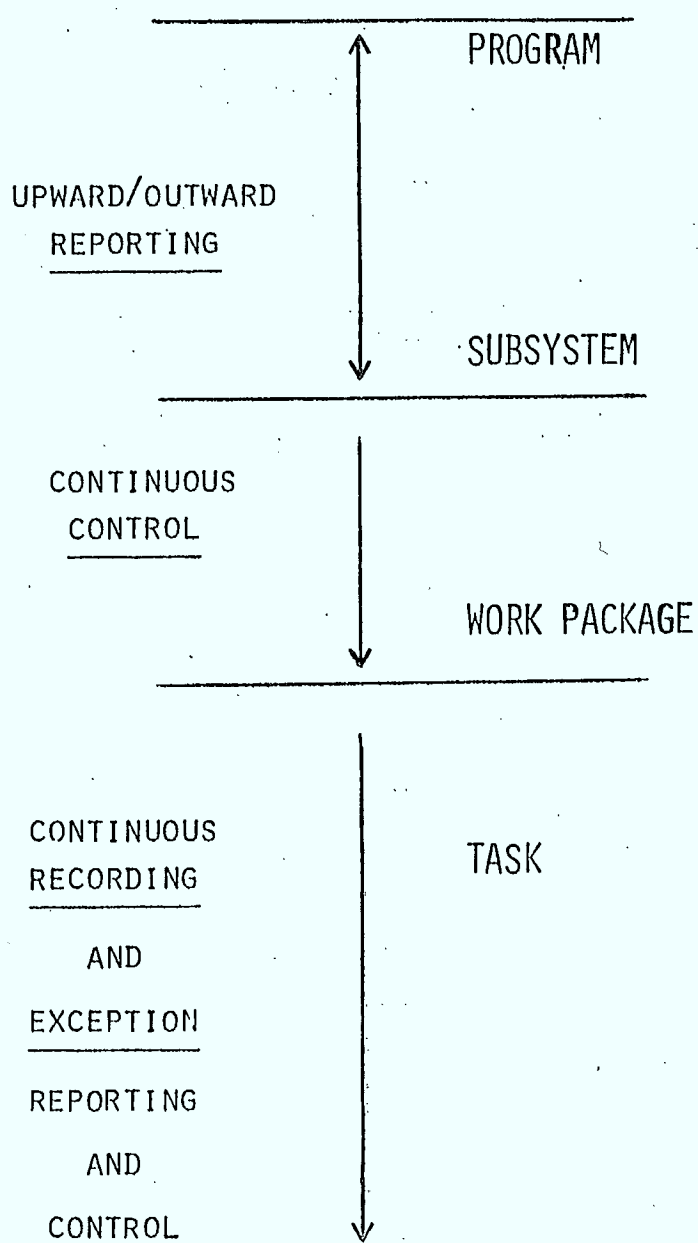 PROGRAM
UPWARD/OUTWARD
REPORTING
SUBSYSTEM
CONTINUOUS
CONTROL
WORK PACKAGE
CONTINUOUS
RECORDING
TASK
AND
EXCEPTION
REPORTING
AND
CONTROL